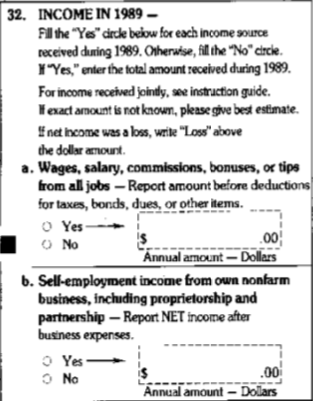 32. INCOME IN 1989 —
Fill the "Yes" circle below for each income source
received during 1989. Otherwise, fill the "No" circle.
If "Yes," enter the total amount received during 1989.
For income received jointly, see instruction guide.
If exact amount is not known, please give best estimate.
If net income was a loss, write "Loss" above
the dollar amount.
a. Wages, salary, commissions, bonuses, or tips
from all jobs — Report amount before deductions
for taxes, bonds, dues, or other items.
Yes
No
$ .00
Annual amount — Dollars
b. Self-employment income from own nonfarm
business, including proprietorship and
partnership — Report NET income after
business expenses.
Yes
No
$ .00
Annual amount — Dollars